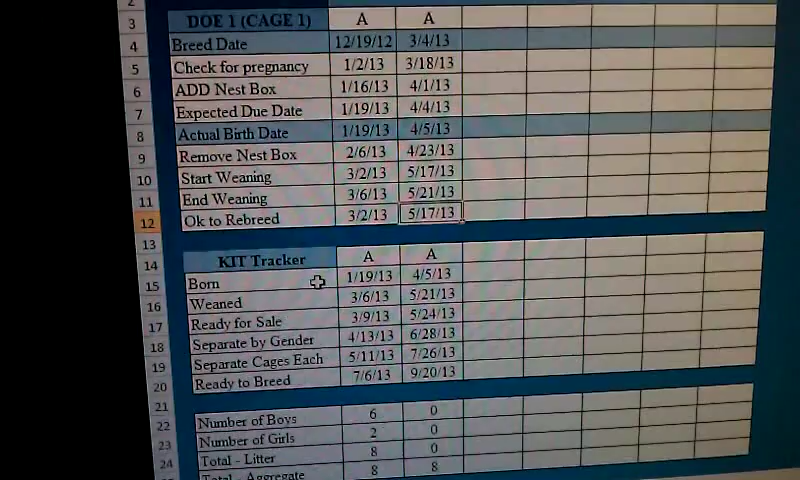 3 DOE 1 (CAGE 1) A A
4 Breed Date 12/19/12 3/4/13
5 Check for pregnancy 1/2/13 3/18/13
6 ADD Nest Box 1/16/13 4/1/13
7 Expected Due Date 1/19/13 4/4/13
8 Actual Birth Date 1/19/13 4/5/13
9 Remove Nest Box 2/6/13 4/23/13
10 Start Weaning 3/2/13 5/17/13
11 End Weaning 3/6/13 5/21/13
12 Ok to Rebreed 3/2/13 5/17/13
13
14 KIT Tracker A A
15 Born 1/19/13 4/5/13
16 Weaned 3/6/13 5/21/13
17 Ready for Sale 3/9/13 5/24/13
18 Separate by Gender 4/13/13 6/28/13
19 Separate Cages Each 5/11/13 7/26/13
20 Ready to Breed 7/6/13 9/20/13
21
22 Number of Boys 6 0
23 Number of Girls 2 0
24 Total - Litter 8 0
Total - Aggregate 8 8